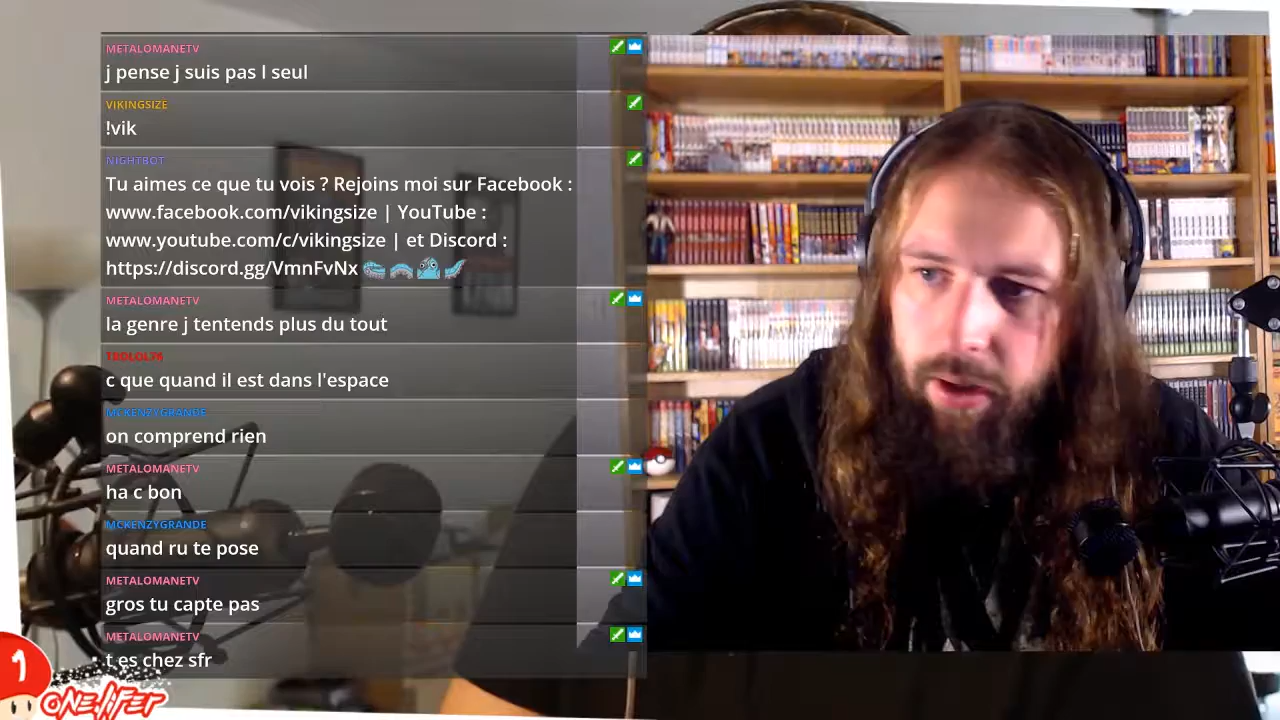 METALOMANETV
j pense j suis pas l seul
VIKINGSIZE
!vik
NIGHTBOT
Tu aimes ce que tu vois ? Rejoins moi sur Facebook :
www.facebook.com/vikingsize | YouTube :
www.youtube.com/c/vikingsize | et Discord :
https://discord.gg/VmnFvNx
METALOMANETV
la genre j tentends plus du tout
c que quand il est dans l'espace
MCKENZYGRANDE
on comprend rien
METALOMANETV
ha c bon
MCKENZYGRANDE
quand ru te pose
METALOMANETV
gros tu capte pas
METALOMANETV
t es chez sfr
1
ONELIFER